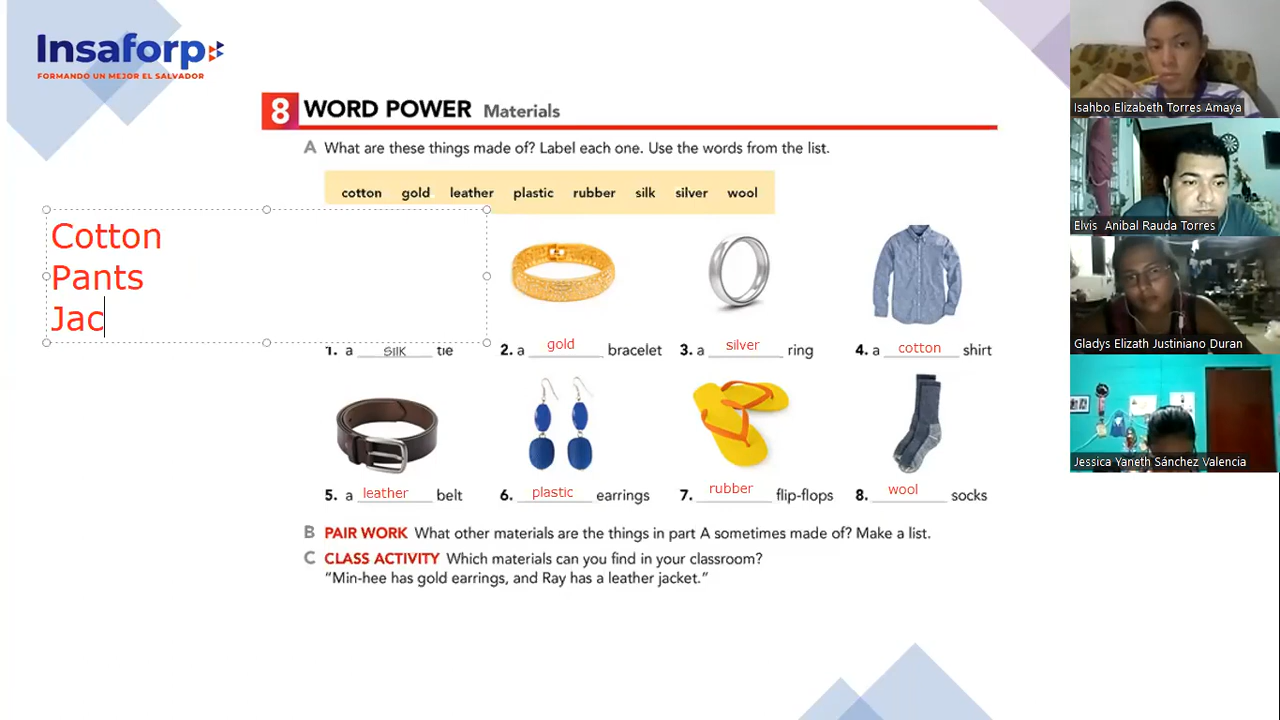 Insaforp
FORMANDO UN MEJOR EL SALVADOR
8 WORD POWER Materials
A What are these things made of? Label each one. Use the words from the list.
cotton gold leather plastic rubber silk silver wool
Cotton
Pants
Jac
1. a silk tie
2. a gold bracelet
3. a silver ring
4. a cotton shirt
5. a leather belt
6. plastic earrings
7. rubber flip-flops
8. wool socks
B PAIR WORK What other materials are the things in part A sometimes made of? Make a list.
C CLASS ACTIVITY Which materials can you find in your classroom?
“Min-hee has gold earrings, and Ray has a leather jacket.”
Isahbo Elizabeth Torres Amaya
Elvis Anibal Rauda Torres
Gladys Elizath Justiniano Duran
Jessica Yaneth Sánchez Valencia